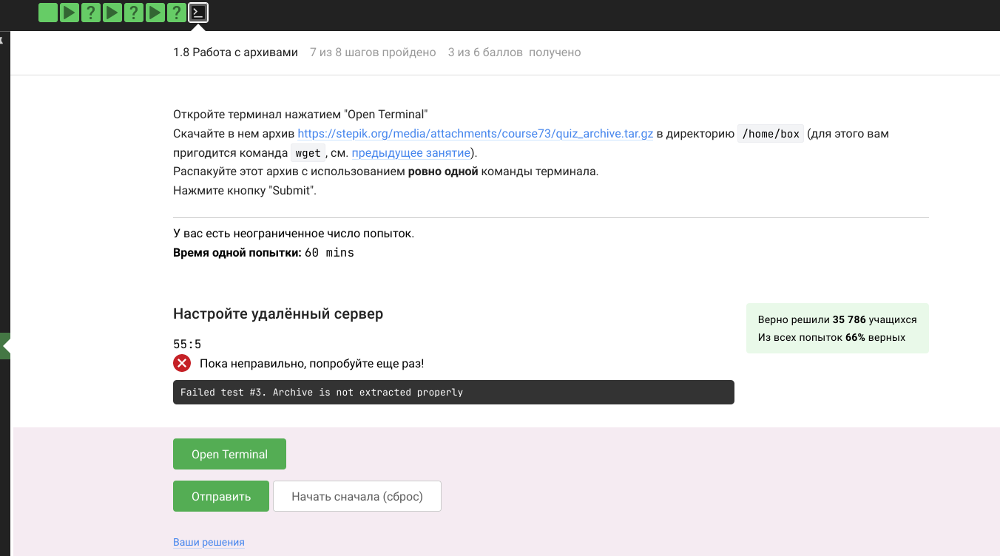 1.8 Работа с архивами 7 из 8 шагов пройдено 3 из 6 баллов получено
Откройте терминал нажатием "Open Terminal"
Скачайте в нем архив https://stepik.org/media/attachments/course73/quiz_archive.tar.gz в директорию /home/box (для этого вам
пригодится команда wget, см. предыдущее занятие).
Распакуйте этот архив с использованием ровно одной команды терминала.
Нажмите кнопку "Submit".
У вас есть неограниченное число попыток.
Время одной попытки: 60 mins
Настройте удалённый сервер
Верно решили 35 786 учащихся
Из всех попыток 66% верных
55:5
Пока неправильно, попробуйте еще раз!
Failed test #3. Archive is not extracted properly
Open Terminal
Отправить Начать сначала (сброс)
Ваши решения